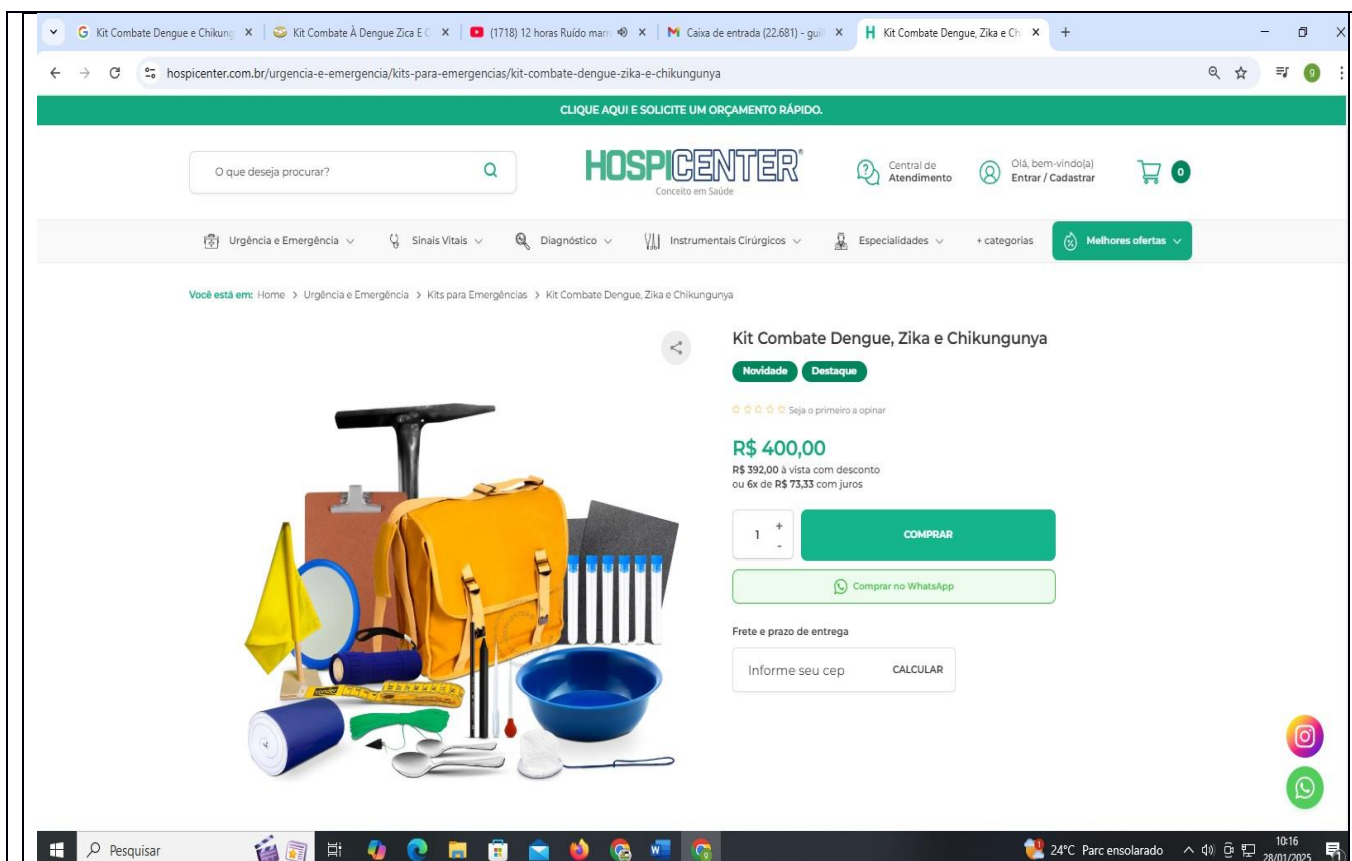 Kit Combate Dengue e Chikung
Kit Combate À Dengue Zica E C
(1718) 12 horas Ruído marr
Caixa de entrada (22.681) - gui
Kit Combate Dengue, Zika e Ch
hospicenter.com.br/urgencia-e-emergencia/kits-para-emergencias/kit-combate-dengue-zika-e-chikungunya
g
CLIQUE AQUI E SOLICITE UM ORÇAMENTO RÁPIDO.
O que deseja procurar?
HOSPICENTER®
Conceito em Saúde
Central de
Atendimento
Olá, bem-vindo(a)
Entrar / Cadastrar
0
Urgência e Emergência
Sinais Vitais
Diagnóstico
Instrumentais Cirúrgicos
Especialidades
+ categorias
Melhores ofertas
Você está em: Home > Urgência e Emergência > Kits para Emergências > Kit Combate Dengue, Zika e Chikungunya
Kit Combate Dengue, Zika e Chikungunya
Novidade
Destaque
Seja o primeiro a opinar
R$ 400,00
R$ 392,00 à vista com desconto
ou 6x de R$ 73,33 com juros
1
+
-
COMPRAR
Comprar no WhatsApp
Frete e prazo de entrega
Informe seu cep
CALCULAR
Pesquisar
24°C Parc ensolarado
10:16
28/01/2025
1